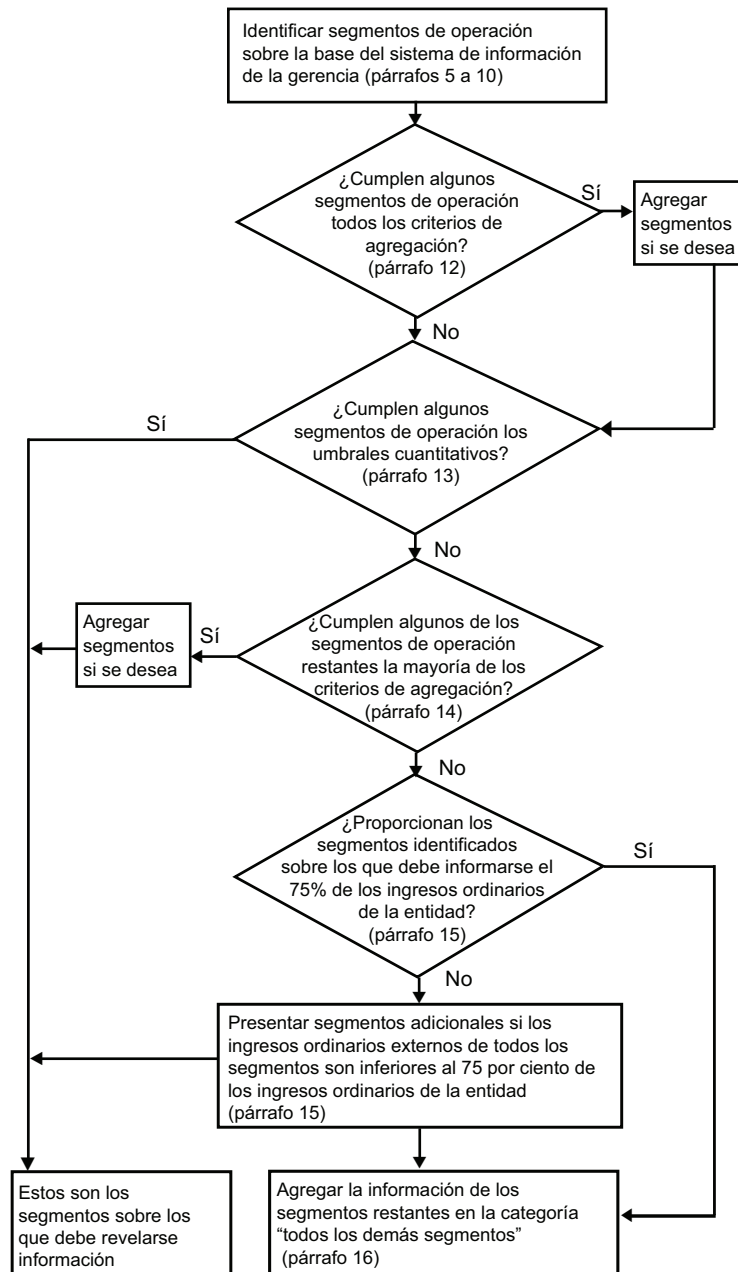 Identificar segmentos de operación
sobre la base del sistema de información
de la gerencia (párrafos 5 a 10)
¿Cumplen algunos
segmentos de operación
todos los criterios de
agregación?
(párrafo 12)
Sí
Agregar
segmentos
si se desea
No
¿Cumplen algunos
segmentos de operación los
umbrales cuantitativos?
(párrafo 13)
Sí
No
¿Cumplen algunos de los
segmentos de operación
restantes la mayoría de los
criterios de agregación?
(párrafo 14)
Sí
Agregar
segmentos
si se desea
No
¿Proporcionan los
segmentos identificados
sobre los que debe informarse el
75% de los ingresos ordinarios
de la entidad?
(párrafo 15)
Sí
No
Presentar segmentos adicionales si los
ingresos ordinarios externos de todos los
segmentos son inferiores al 75 por ciento de
los ingresos ordinarios de la entidad
(párrafo 15)
Estos son los
segmentos sobre los
que debe revelarse
información
Agregar la información de los
segmentos restantes en la categoría
“todos los demás segmentos”
(párrafo 16)